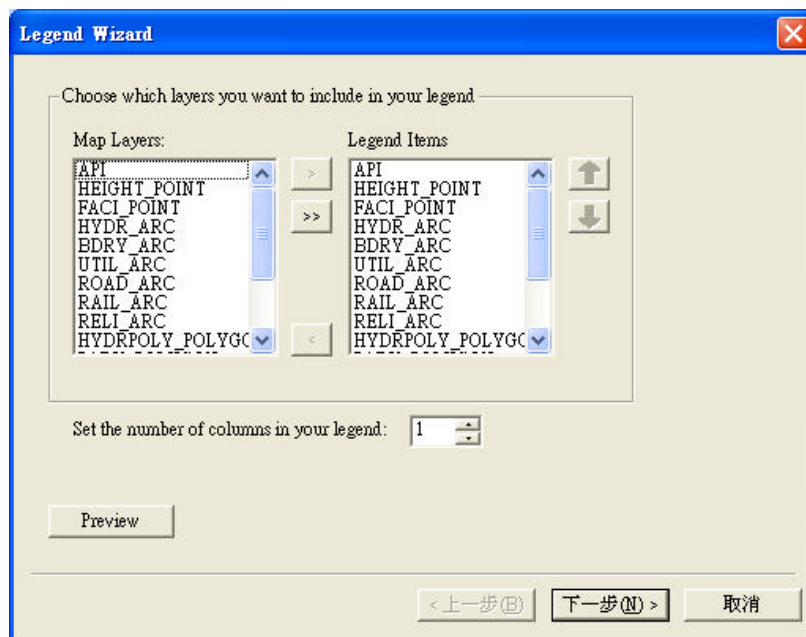 Legend Wizard
Choose which layers you want to include in your legend
Map Layers:
API
HEIGHT_POINT
FACI_POINT
HYDR_ARC
BDRY_ARC
UTIL_ARC
ROAD_ARC
RAIL_ARC
RELI_ARC
HYDRPOLY_POLYGO
>
>>
<
Legend Items
API
HEIGHT_POINT
FACI_POINT
HYDR_ARC
BDRY_ARC
UTIL_ARC
ROAD_ARC
RAIL_ARC
RELI_ARC
HYDRPOLY_POLYGO
Set the number of columns in your legend: 1
Preview
<上一步(B) 下一步(N) > 取消